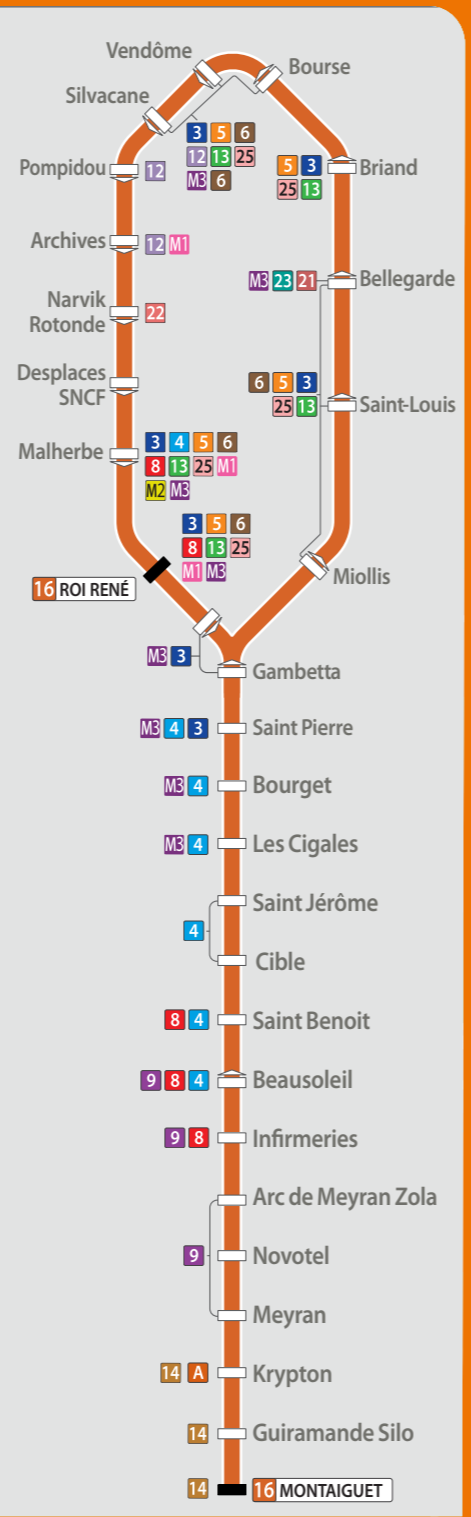 Vendôme
Bourse
Silvacane
3 5 6
12 13 25
M3 6
Pompidou 12
5 3
25 13
Briand
Archives 12 M1
M3 23 21 Bellegarde
Narvik
Rotonde
22
Desplaces
SNCF
6 5 3
25 13
Saint-Louis
Malherbe
3 4 5 6
8 13 25 M1
M2 M3
3 5 6
8 13 25
M1 M3
16 ROI RENÉ
Miollis
M3 3
Gambetta
M3 4 3 Saint Pierre
M3 4 Bourget
M3 4 Les Cigales
Saint Jérôme
4
Cible
8 4 Saint Benoit
9 8 4 Beausoleil
9 8 Infirmeries
Arc de Meyran Zola
9 Novotel
Meyran
14 A Krypton
14 Guiramande Silo
14 16 MONTAIGUET